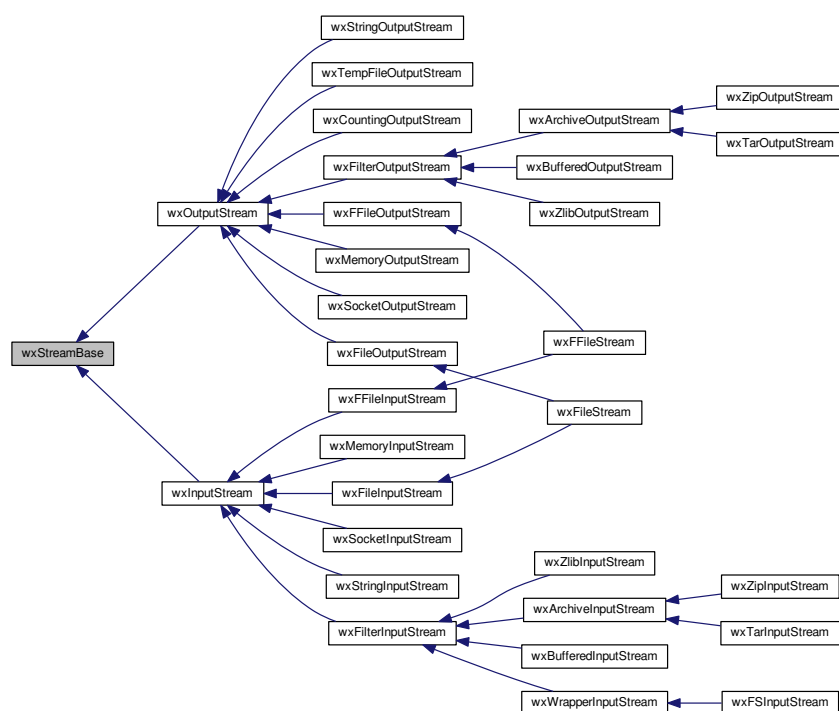 wxStringOutputStream
wxTempFileOutputStream
wxZipOutputStream
wxCountingOutputStream
wxArchiveOutputStream
wxTarOutputStream
wxFilterOutputStream
wxBufferedOutputStream
wxOutputStream
wxFFileOutputStream
wxZlibOutputStream
wxMemoryOutputStream
wxSocketOutputStream
wxFFileStream
wxStreamBase
wxFileOutputStream
wxFFileInputStream
wxFileStream
wxMemoryInputStream
wxInputStream
wxFileInputStream
wxSocketInputStream
wxZlibInputStream
wxStringInputStream
wxZipInputStream
wxArchiveInputStream
wxFilterInputStream
wxTarInputStream
wxBufferedInputStream
wxWrapperInputStream
wxFSInputStream